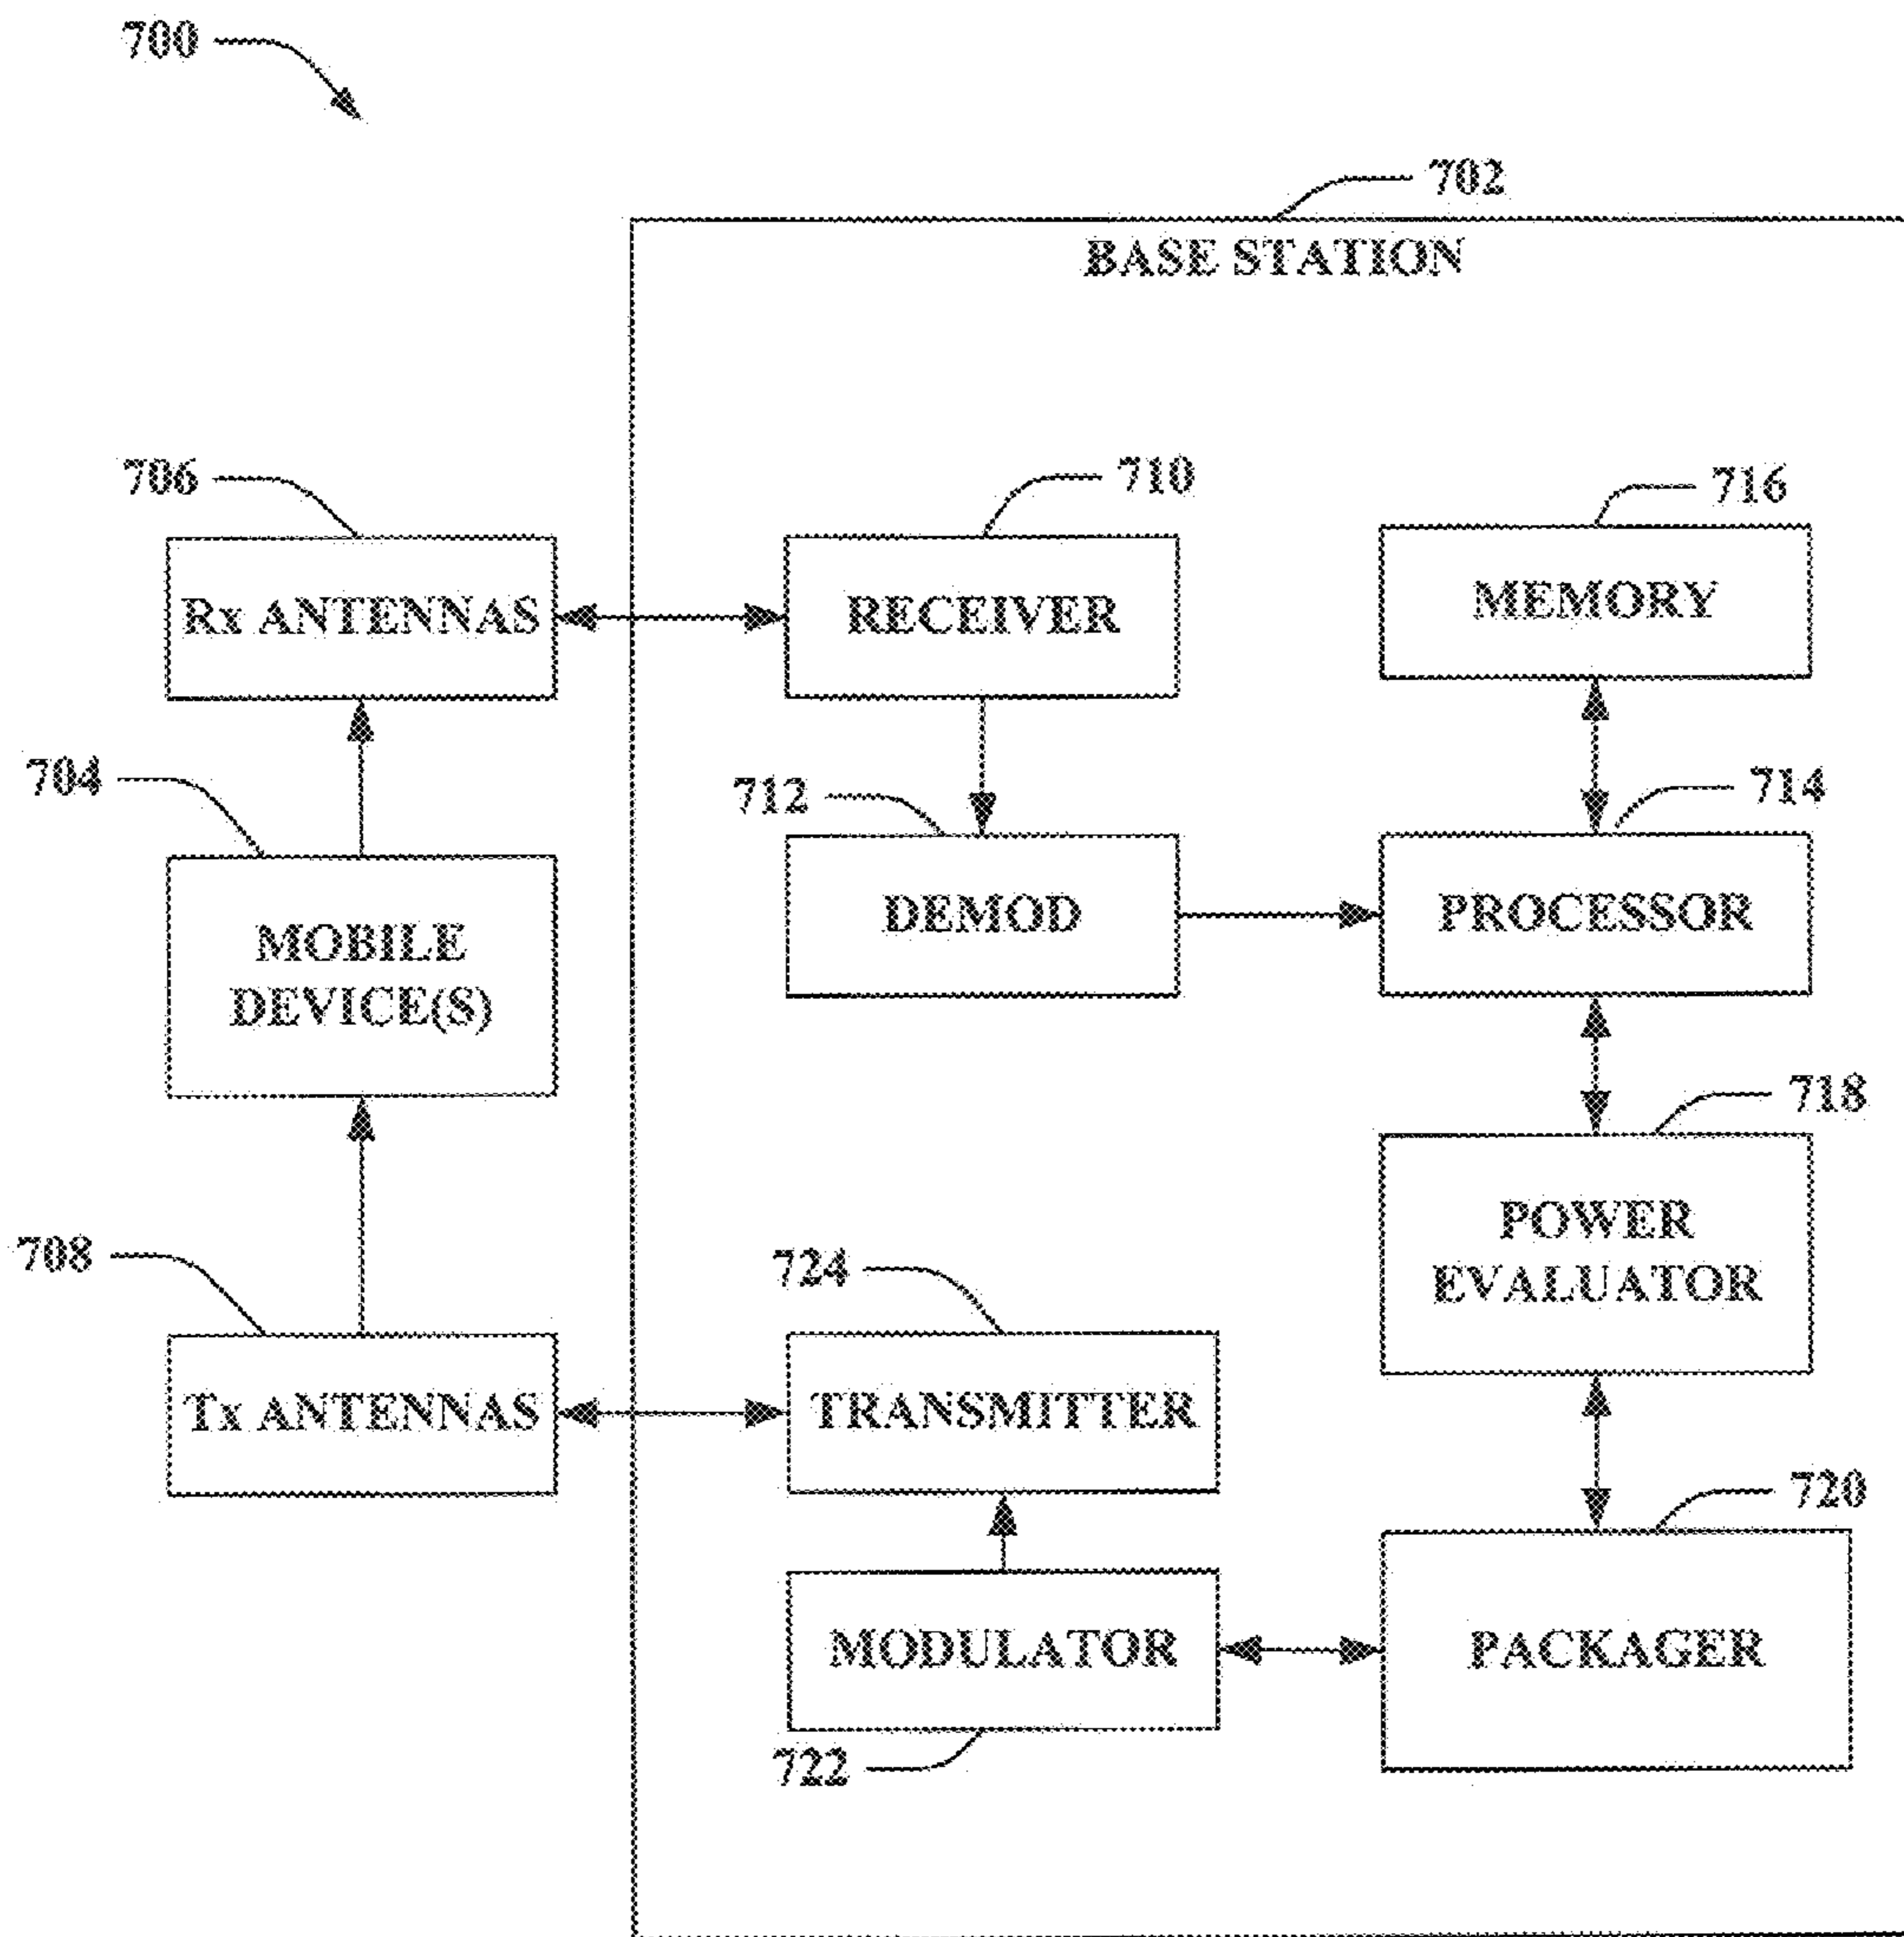 700
702
BASE STATION
706
710
716
Rx ANTENNAS
RECEIVER
MEMORY
704
712
714
MOBILE
DEVICE(S)
DEMOD
PROCESSOR
718
POWER
EVALUATOR
708
724
Tx ANTENNAS
TRANSMITTER
720
MODULATOR
PACKAGER
722